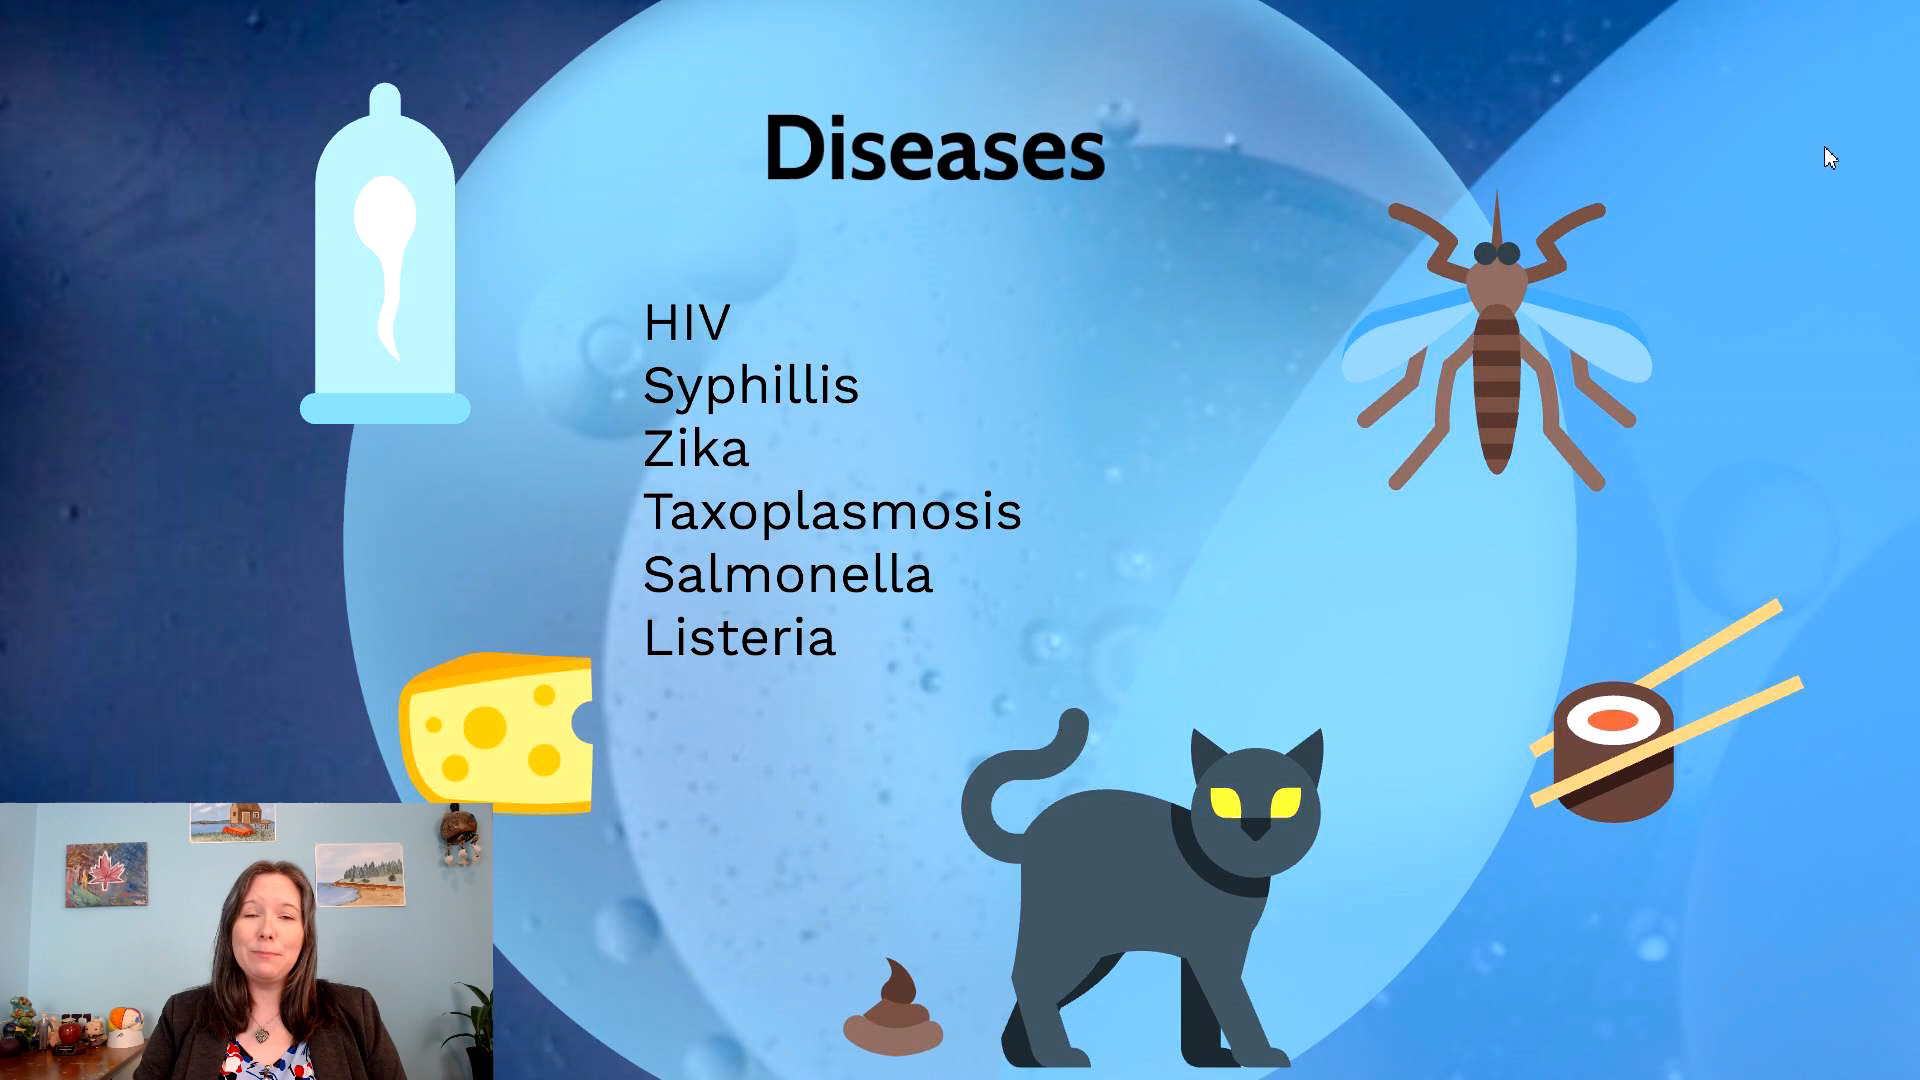 Diseases
HIV
Syphillis
Zika
Taxoplasmosis
Salmonella
Listeria